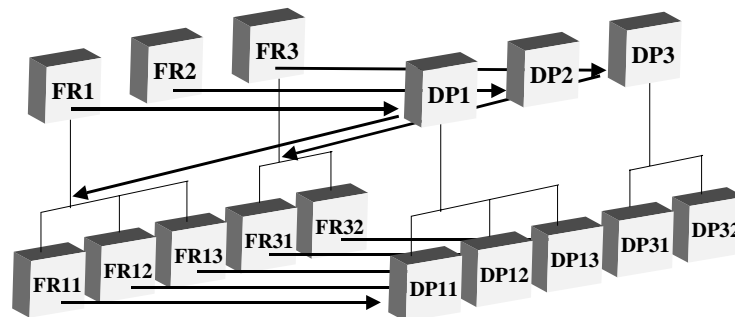 FR1
FR2
FR3
DP1
DP2
DP3
FR11
FR12
FR13
FR31
FR32
DP11
DP12
DP13
DP31
DP32